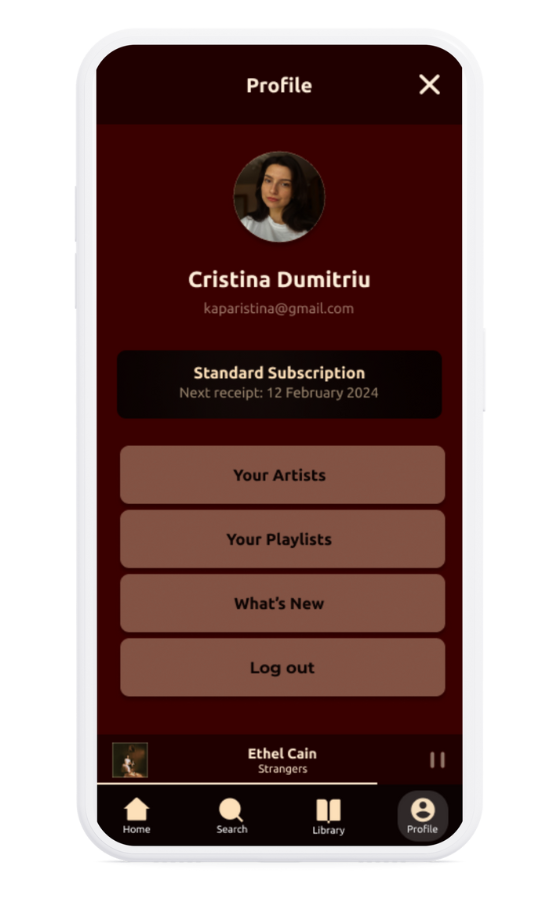 Profile
Cristina Dumitriu
kaparistina@gmail.com
Standard Subscription
Next receipt: 12 February 2024
Your Artists
Your Playlists
What's New
Log out
Ethel Cain
Strangers
Home
Search
Library
Profile